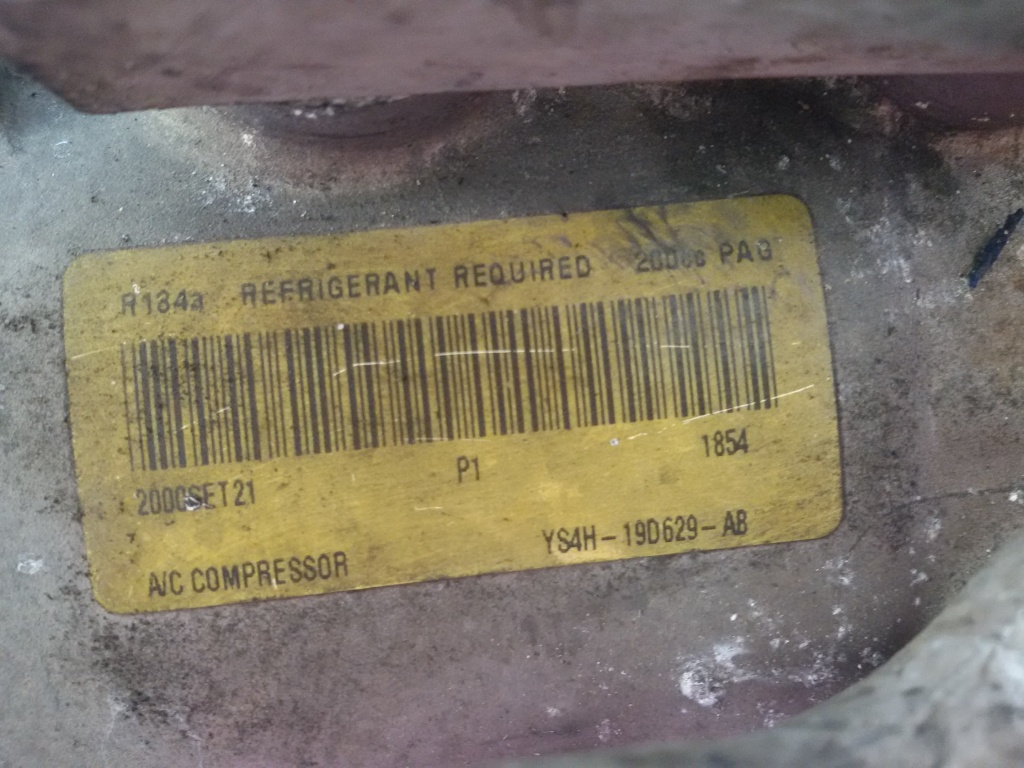 R134a REFRIGERANT REQUIRED 200cc PAG
2000SET21 P1 1854
A/C COMPRESSOR YS4H-19D629-AB